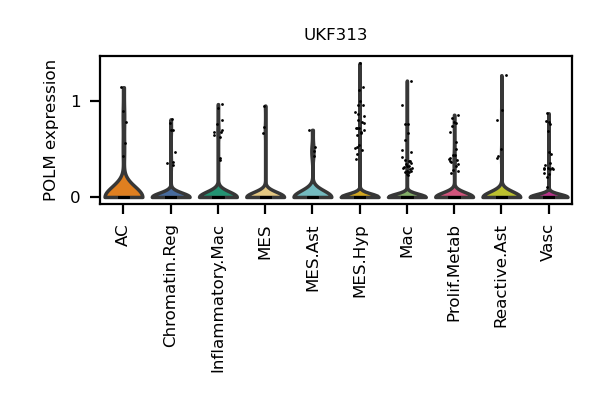 UKF313
POLM expression
1
0
AC
Chromatin.Reg
Inflammatory.Mac
MES
MES.Ast
MES.Hyp
Mac
Prolif.Metab
Reactive.Ast
Vasc